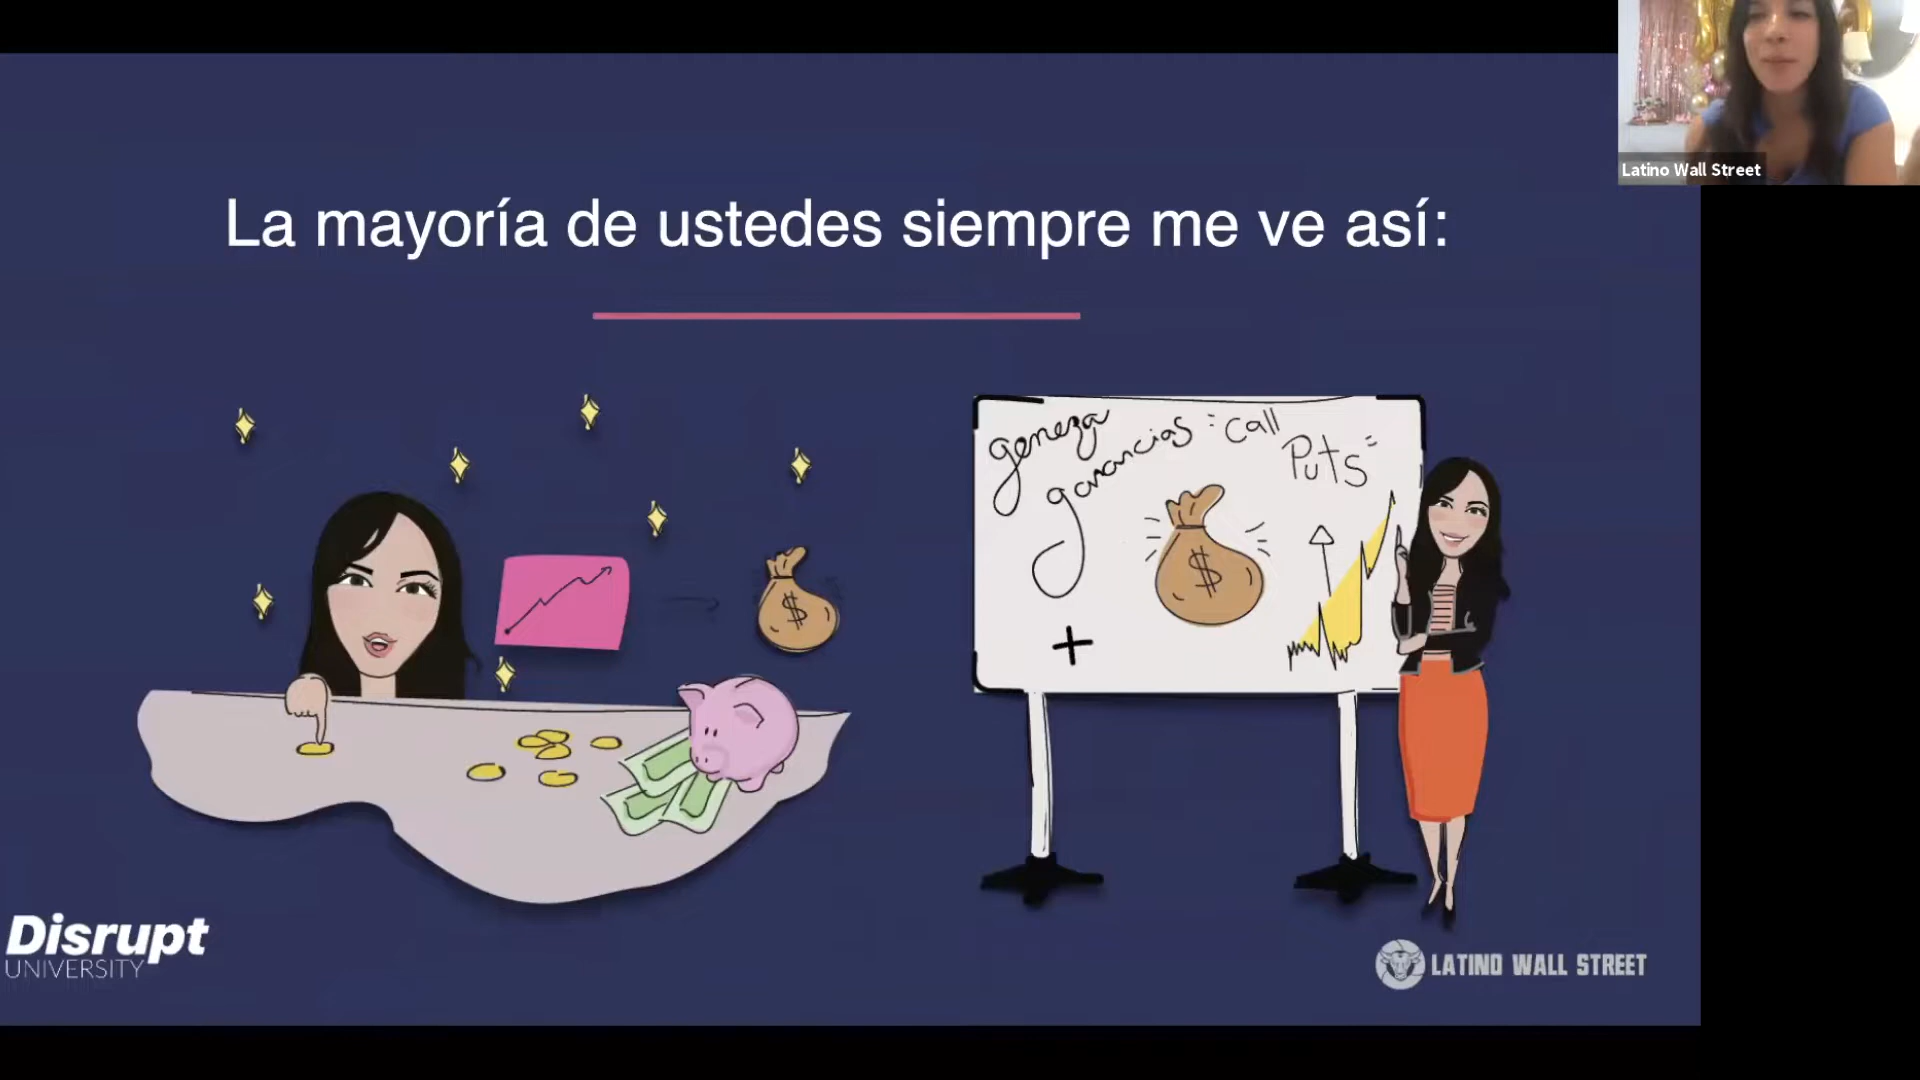 Latino Wall Street
La mayoría de ustedes siempre me ve así:
geneza
ganancias "call
Puts"
$
$
+
Disrupt
UNIVERSITY
LATINO WALL STREET